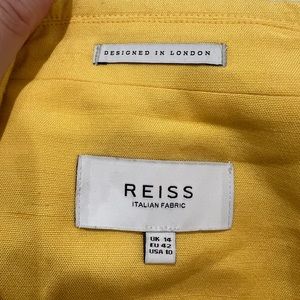 DESIGNED IN LONDON
REISS
ITALIAN FABRIC
UK 14
EU 42
USA 10